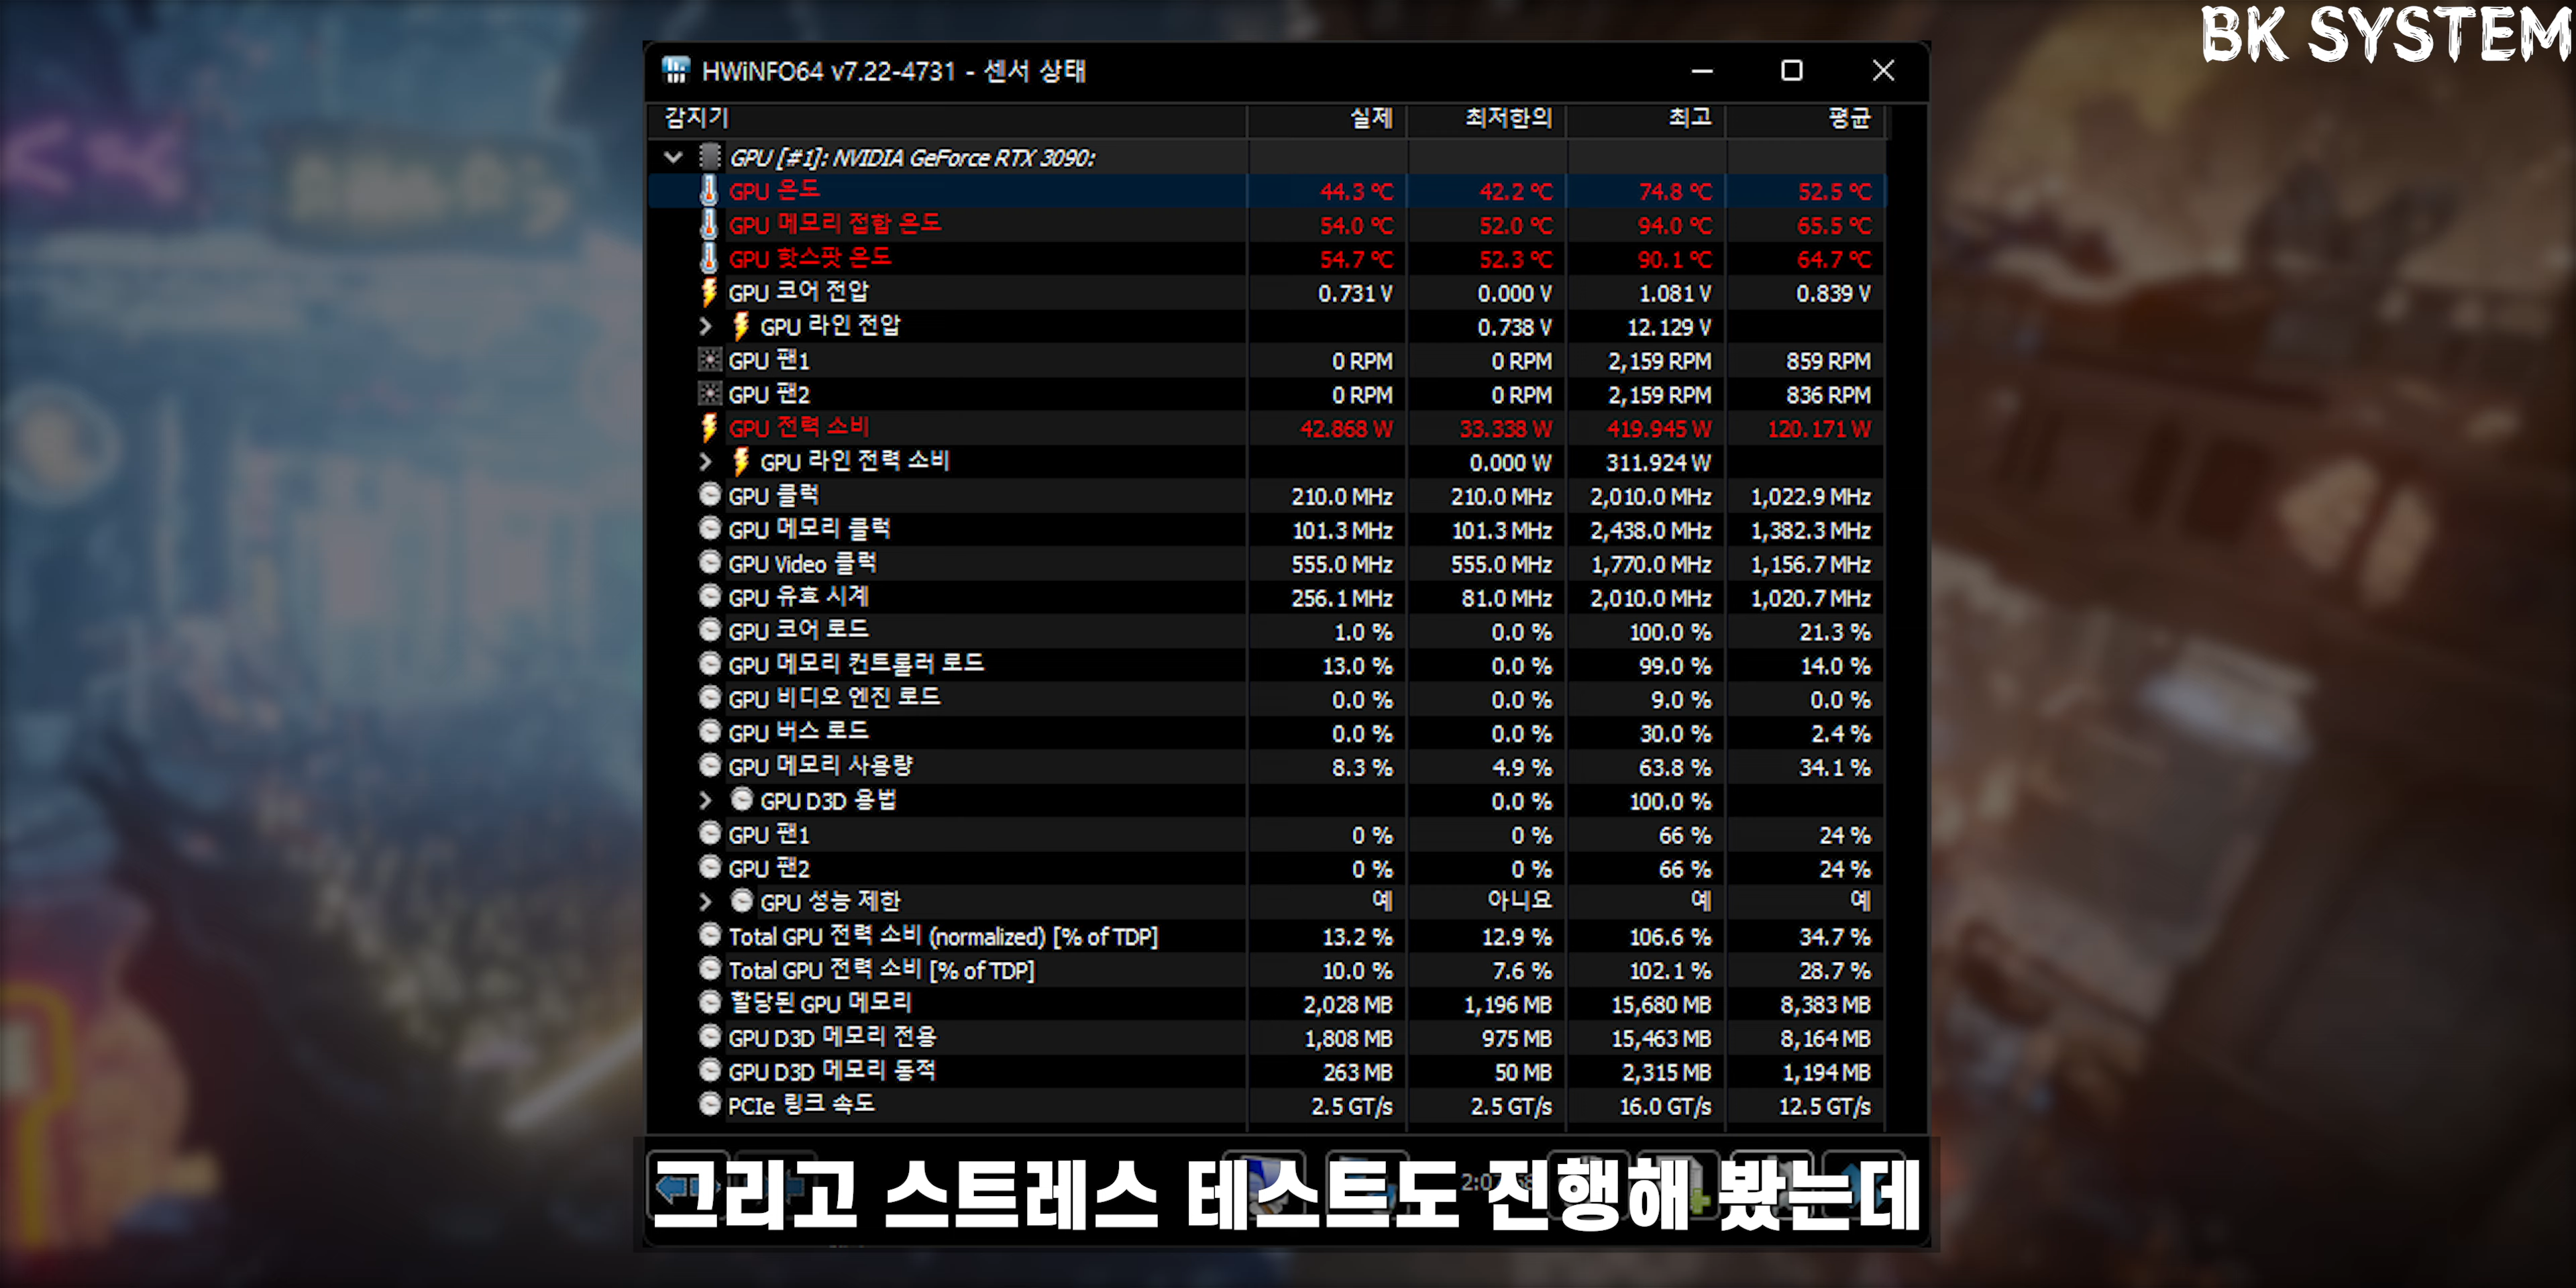 BK SYSTEM
HWiNFO64 v7.22-4731 - 센서 상태
감지기 실제 최저한의 최고 평균
GPU [#1]: NVIDIA GeForce RTX 3090:
GPU 온도 44.3 ℃ 42.2 ℃ 74.8 ℃ 52.5 ℃
GPU 메모리 접합 온도 54.0 ℃ 52.0 ℃ 94.0 ℃ 65.5 ℃
GPU 핫스팟 온도 54.7 ℃ 52.3 ℃ 90.1 ℃ 64.7 ℃
GPU 코어 전압 0.731 V 0.000 V 1.081 V 0.839 V
GPU 라인 전압 0.738 V 12.129 V
GPU 팬1 0 RPM 0 RPM 2,159 RPM 859 RPM
GPU 팬2 0 RPM 0 RPM 2,159 RPM 836 RPM
GPU 전력 소비 42.868 W 33.338 W 419.945 W 120.171 W
GPU 라인 전력 소비 0.000 W 311.924 W
GPU 클럭 210.0 MHz 210.0 MHz 2,010.0 MHz 1,022.9 MHz
GPU 메모리 클럭 101.3 MHz 101.3 MHz 2,438.0 MHz 1,382.3 MHz
GPU Video 클럭 555.0 MHz 555.0 MHz 1,770.0 MHz 1,156.7 MHz
GPU 유효 시계 256.1 MHz 81.0 MHz 2,010.0 MHz 1,020.7 MHz
GPU 코어 로드 1.0 % 0.0 % 100.0 % 21.3 %
GPU 메모리 컨트롤러 로드 13.0 % 0.0 % 99.0 % 14.0 %
GPU 비디오 엔진 로드 0.0 % 0.0 % 9.0 % 0.0 %
GPU 버스 로드 0.0 % 0.0 % 30.0 % 2.4 %
GPU 메모리 사용량 8.3 % 4.9 % 63.8 % 34.1 %
GPU D3D 용법 0.0 % 100.0 %
GPU 팬1 0 % 0 % 66 % 24 %
GPU 팬2 0 % 0 % 66 % 24 %
GPU 성능 제한 예 아니요 예 예
Total GPU 전력 소비 (normalized) [% of TDP] 13.2 % 12.9 % 106.6 % 34.7 %
Total GPU 전력 소비 [% of TDP] 10.0 % 7.6 % 102.1 % 28.7 %
할당된 GPU 메모리 2,028 MB 1,196 MB 15,680 MB 8,383 MB
GPU D3D 메모리 전용 1,808 MB 975 MB 15,463 MB 8,164 MB
GPU D3D 메모리 동적 263 MB 50 MB 2,315 MB 1,194 MB
PCIe 링크 속도 2.5 GT/s 2.5 GT/s 16.0 GT/s 12.5 GT/s
그리고 스트레스 테스트도 진행해 봤는데